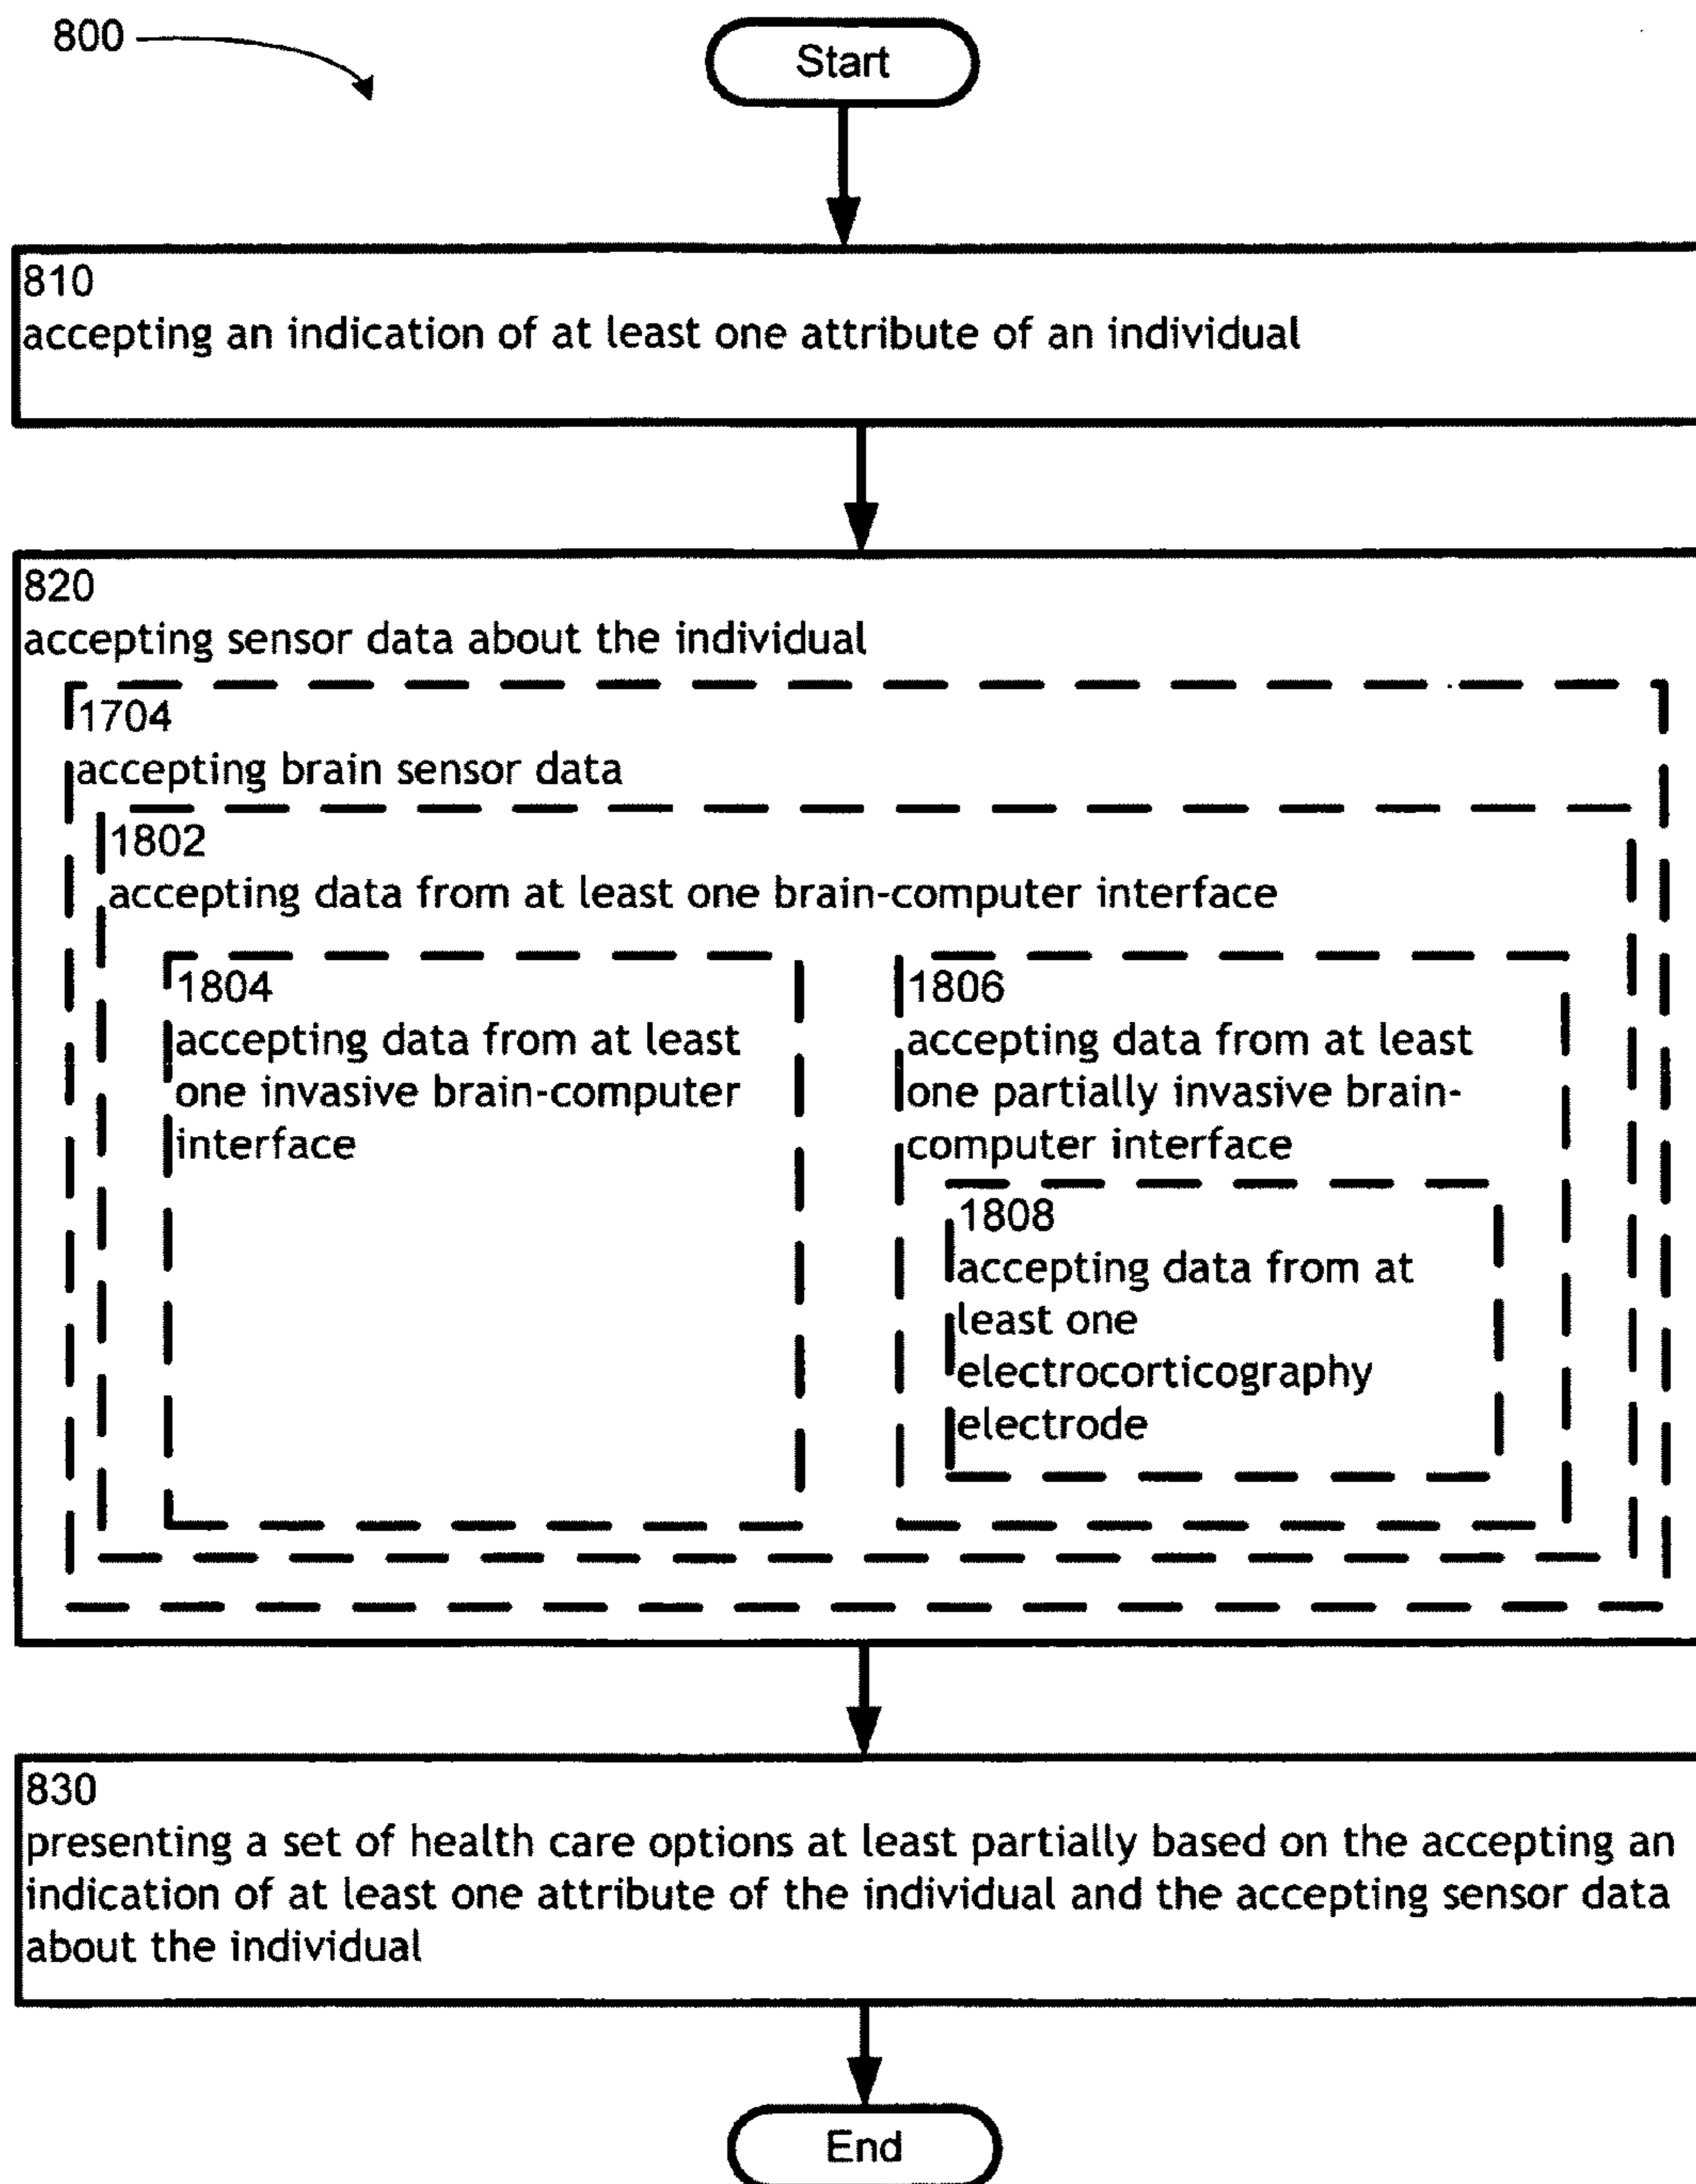 800
Start
810
accepting an indication of at least one attribute of an individual
820
accepting sensor data about the individual
1704
accepting brain sensor data
1802
accepting data from at least one brain-computer interface
1804
accepting data from at least
one invasive brain-computer
interface
1806
accepting data from at least
one partially invasive brain-
computer interface
1808
accepting data from at
least one
electrocorticography
electrode
830
presenting a set of health care options at least partially based on the accepting an
indication of at least one attribute of the individual and the accepting sensor data
about the individual
End